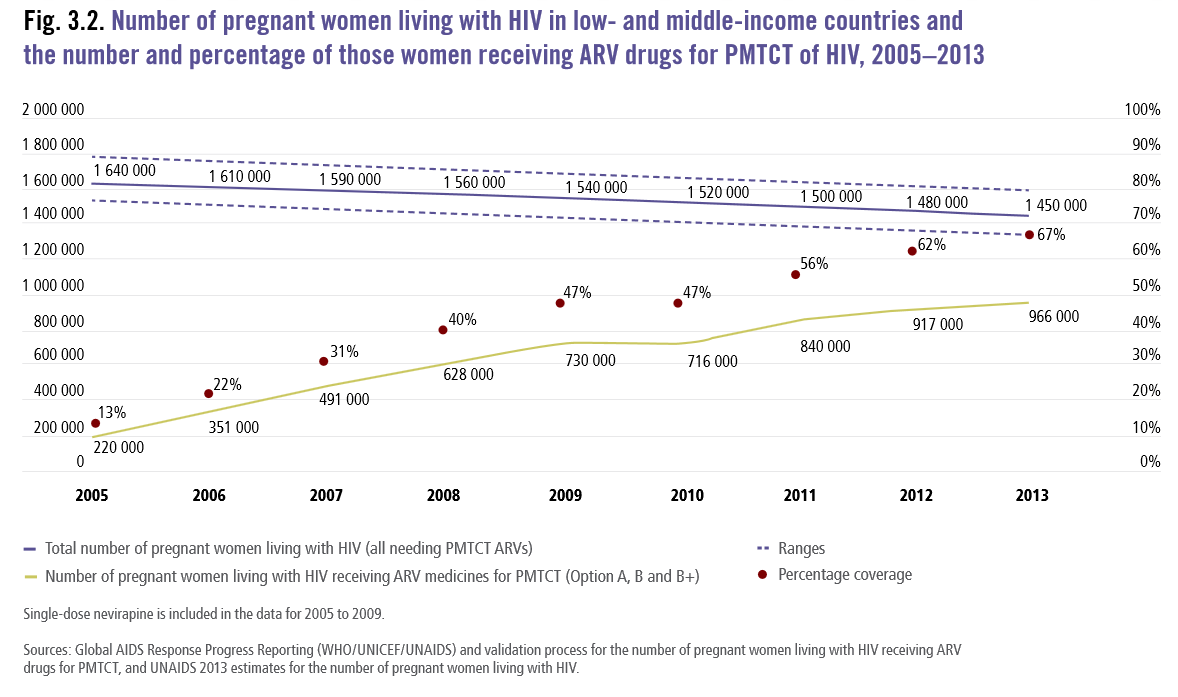 Fig. 3.2. Number of pregnant women living with HIV in low- and middle-income countries and
the number and percentage of those women receiving ARV drugs for PMTCT of HIV, 2005–2013
2 000 000 100%
1 800 000 90%
1 600 000 80%
1 400 000 70%
1 200 000 60%
1 000 000 50%
800 000 40%
600 000 30%
400 000 20%
200 000 10%
0 0%
1 640 000 1 610 000 1 590 000 1 560 000 1 540 000 1 520 000 1 500 000 1 480 000 1 450 000
13% 22% 31% 40% 47% 47% 56% 62% 67%
220 000 351 000 491 000 628 000 730 000 716 000 840 000 917 000 966 000
2005 2006 2007 2008 2009 2010 2011 2012 2013
Total number of pregnant women living with HIV (all needing PMTCT ARVs)
Ranges
Number of pregnant women living with HIV receiving ARV medicines for PMTCT (Option A, B and B+)
Percentage coverage
Single-dose nevirapine is included in the data for 2005 to 2009.
Sources: Global AIDS Response Progress Reporting (WHO/UNICEF/UNAIDS) and validation process for the number of pregnant women living with HIV receiving ARV
drugs for PMTCT, and UNAIDS 2013 estimates for the number of pregnant women living with HIV.